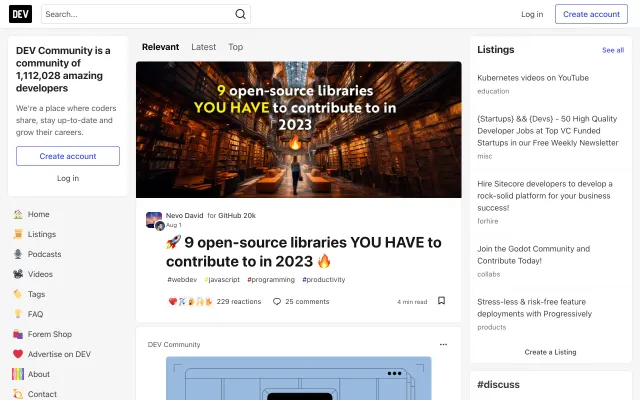 DEV
Search...
Log in
Create account
DEV Community is a
community of
1,112,028 amazing
developers
We're a place where coders
share, stay up-to-date and
grow their careers.
Create account
Log in
Home
Listings
Podcasts
Videos
Tags
FAQ
Forem Shop
Advertise on DEV
About
Contact
Relevant
Latest
Top
9 open-source libraries
YOU HAVE to contribute to in
2023
Nevo David for GitHub 20k
Aug 1
🚀 9 open-source libraries YOU HAVE to
contribute to in 2023 🔥
#webdev #javascript #programming #productivity
229 reactions
25 comments
4 min read
DEV Community
Listings
See all
Kubernetes videos on YouTube
education
{Startups} && {Devs} - 50 High Quality
Developer Jobs at Top VC Funded
Startups in our Free Weekly Newsletter
misc
Hire Sitecore developers to develop a
rock-solid platform for your business
success!
forhire
Join the Godot Community and
Contribute Today!
collabs
Stress-less & risk-free feature
deployments with Progressively
products
Create a Listing
#discuss